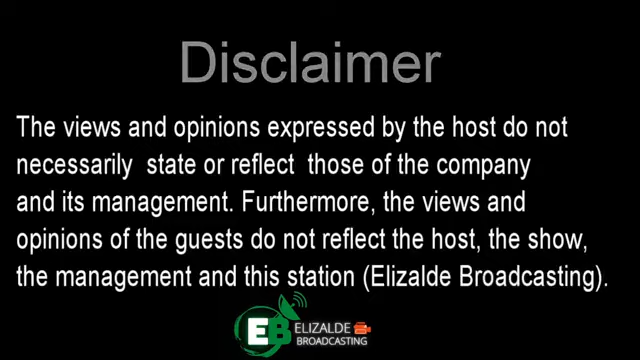 Disclaimer
The views and opinions expressed by the host do not
necessarily state or reflect those of the company
and its management. Furthermore, the views and
opinions of the guests do not reflect the host, the show,
the management and this station (Elizalde Broadcasting).
EB ELIZALDE
BROADCASTING